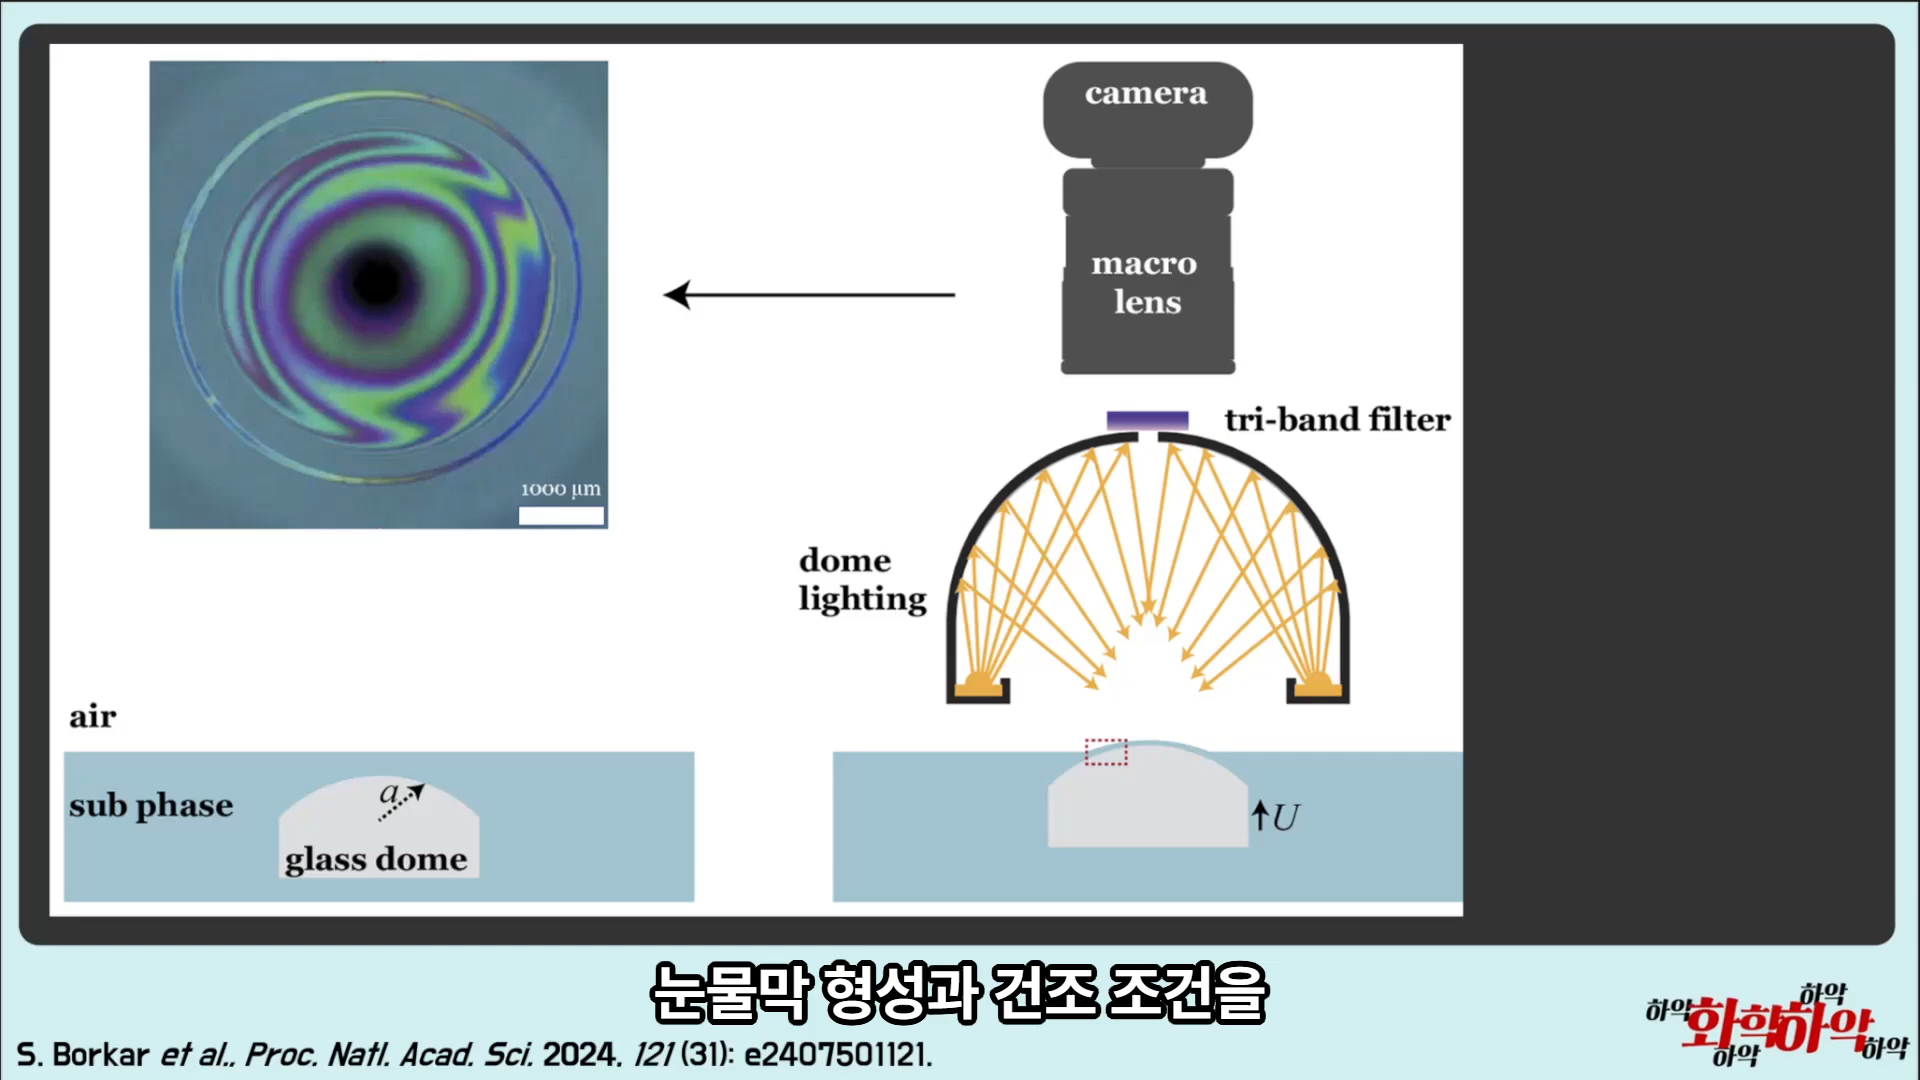 camera
macro
lens
1000 μm
tri-band filter
dome
lighting
air
sub phase
a
glass dome
U
눈물막 형성과 건조 조건을
S. Borkar et al., Proc. Natl. Acad. Sci. 2024, 121 (31): e2407501121.
하악
하악
화학하악
하악
하악